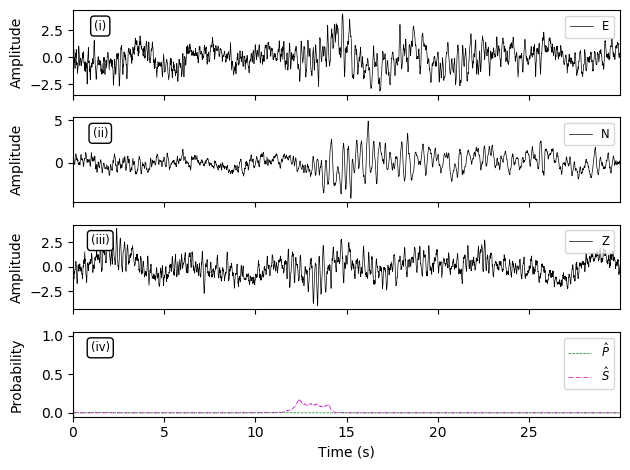 (i)
E
Amplitude
2.5
0.0
−2.5
(ii)
N
Amplitude
5
0
(iii)
Z
Amplitude
2.5
0.0
−2.5
(iv)
P̂
Ŝ
Probability
1.0
0.5
0.0
0 5 10 15 20 25
Time (s)